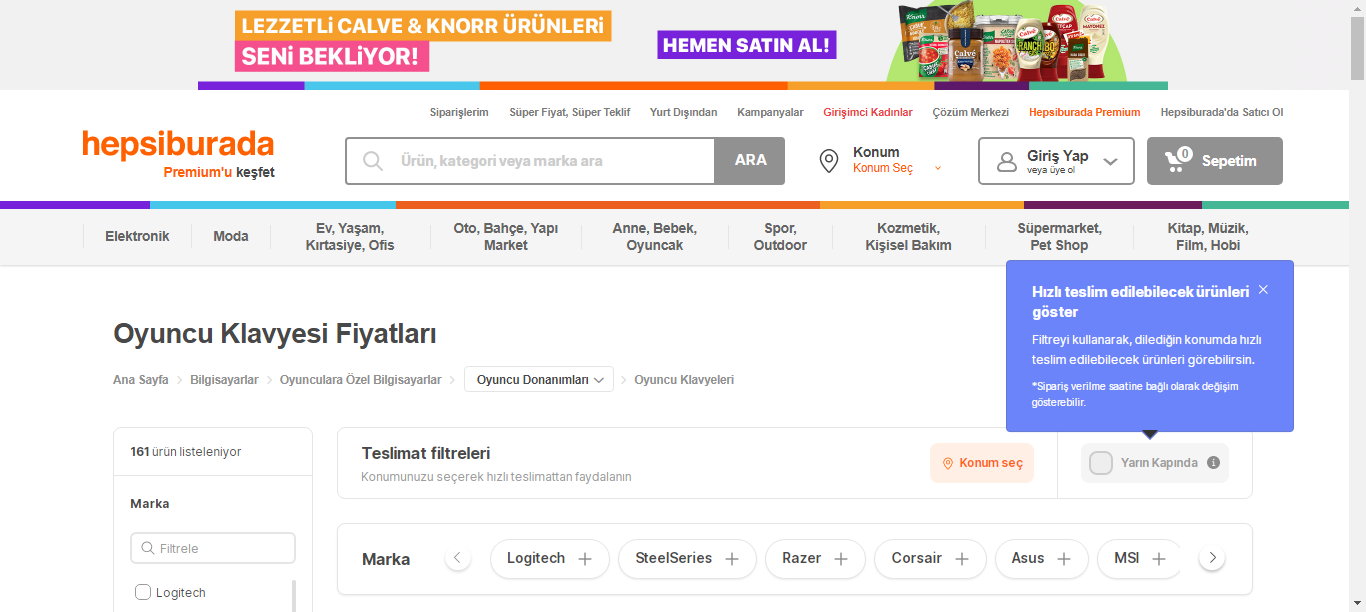 LEZZETLİ CALVE & KNORR ÜRÜNLERİ
SENİ BEKLİYOR!
HEMEN SATIN AL!
Siparişlerim
Süper Fiyat, Süper Teklif
Yurt Dışından
Kampanyalar
Girişimci Kadınlar
Çözüm Merkezi
Hepsiburada Premium
Hepsiburada'da Satıcı Ol
hepsiburada
Premium'u keşfet
Ürün, kategori veya marka ara
ARA
Konum
Konum Seç
Giriş Yap
veya üye ol
0
Sepetim
Elektronik
Moda
Ev, Yaşam,
Kırtasiye, Ofis
Oto, Bahçe, Yapı
Market
Anne, Bebek,
Oyuncak
Spor,
Outdoor
Kozmetik,
Kişisel Bakım
Süpermarket,
Pet Shop
Kitap, Müzik,
Film, Hobi
Hızlı teslim edilebilecek ürünleri
göster
Filtreyi kullanarak, dilediğin konumda hızlı
teslim edilebilecek ürünleri görebilirsin.
*Sipariş verilme saatine bağlı olarak değişim
gösterebilir.
Oyuncu Klavyesi Fiyatları
Ana Sayfa
Bilgisayarlar
Oyunculara Özel Bilgisayarlar
Oyuncu Donanımları
Oyuncu Klavyeleri
161 ürün listeleniyor
Marka
Filtrele
Logitech
Teslimat filtreleri
Konumunuzu seçerek hızlı teslimattan faydalanın
Konum seç
Yarın Kapında
Marka
Logitech
SteelSeries
Razer
Corsair
Asus
MSI